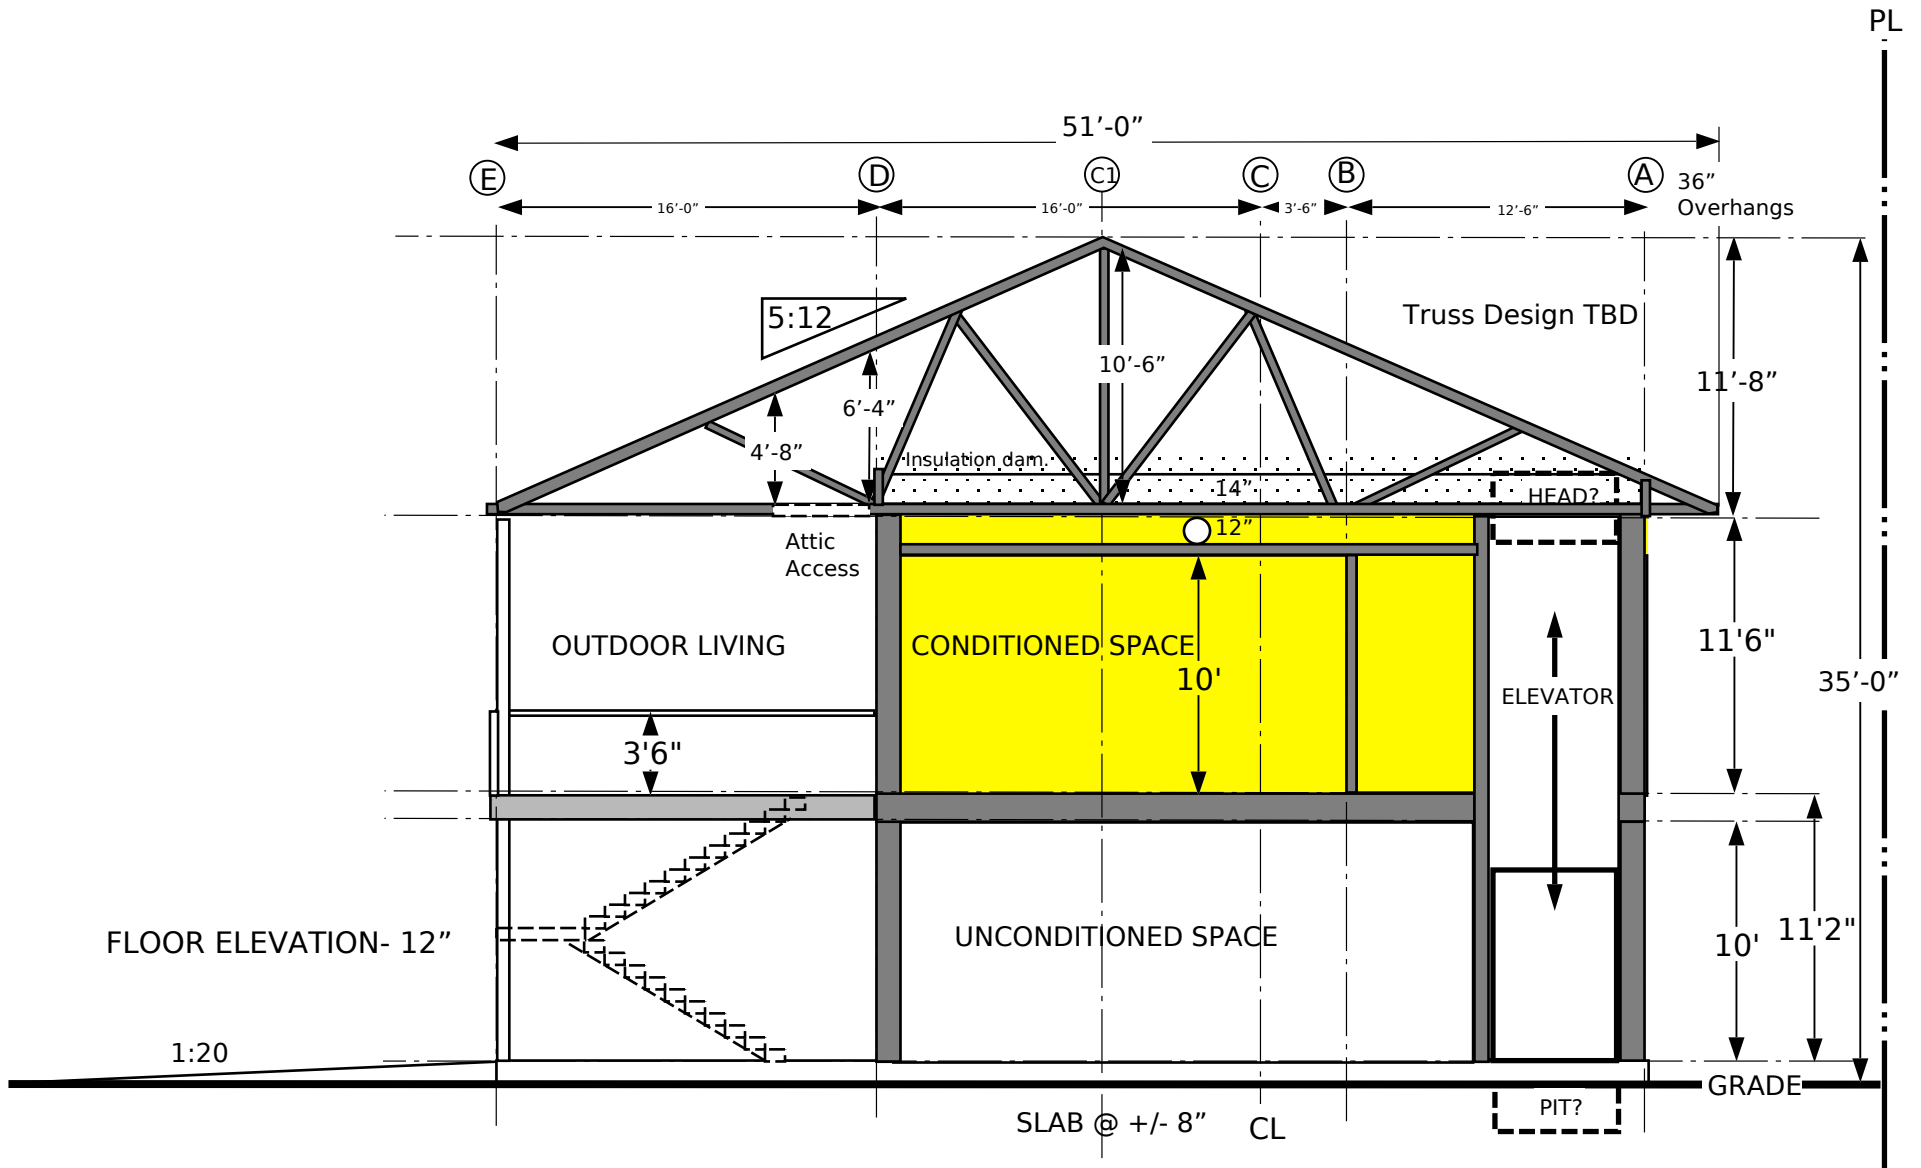 PL
51’-0”
E
D
C1
C
B
A
36”
Overhangs
16’-0”
16’-0”
3’-6”
12’-6”
5:12
Truss Design TBD
10’-6”
11’-8”
6’-4”
4’-8”
Insulation dam.
14”
HEAD?
12”
Attic
Access
OUTDOOR LIVING
CONDITIONED SPACE
11'6"
10'
35’-0”
ELEVATOR
3'6"
FLOOR ELEVATION- 12”
UNCONDITIONED SPACE
10'
11'2"
1:20
GRADE
PIT?
SLAB @ +/- 8”
CL